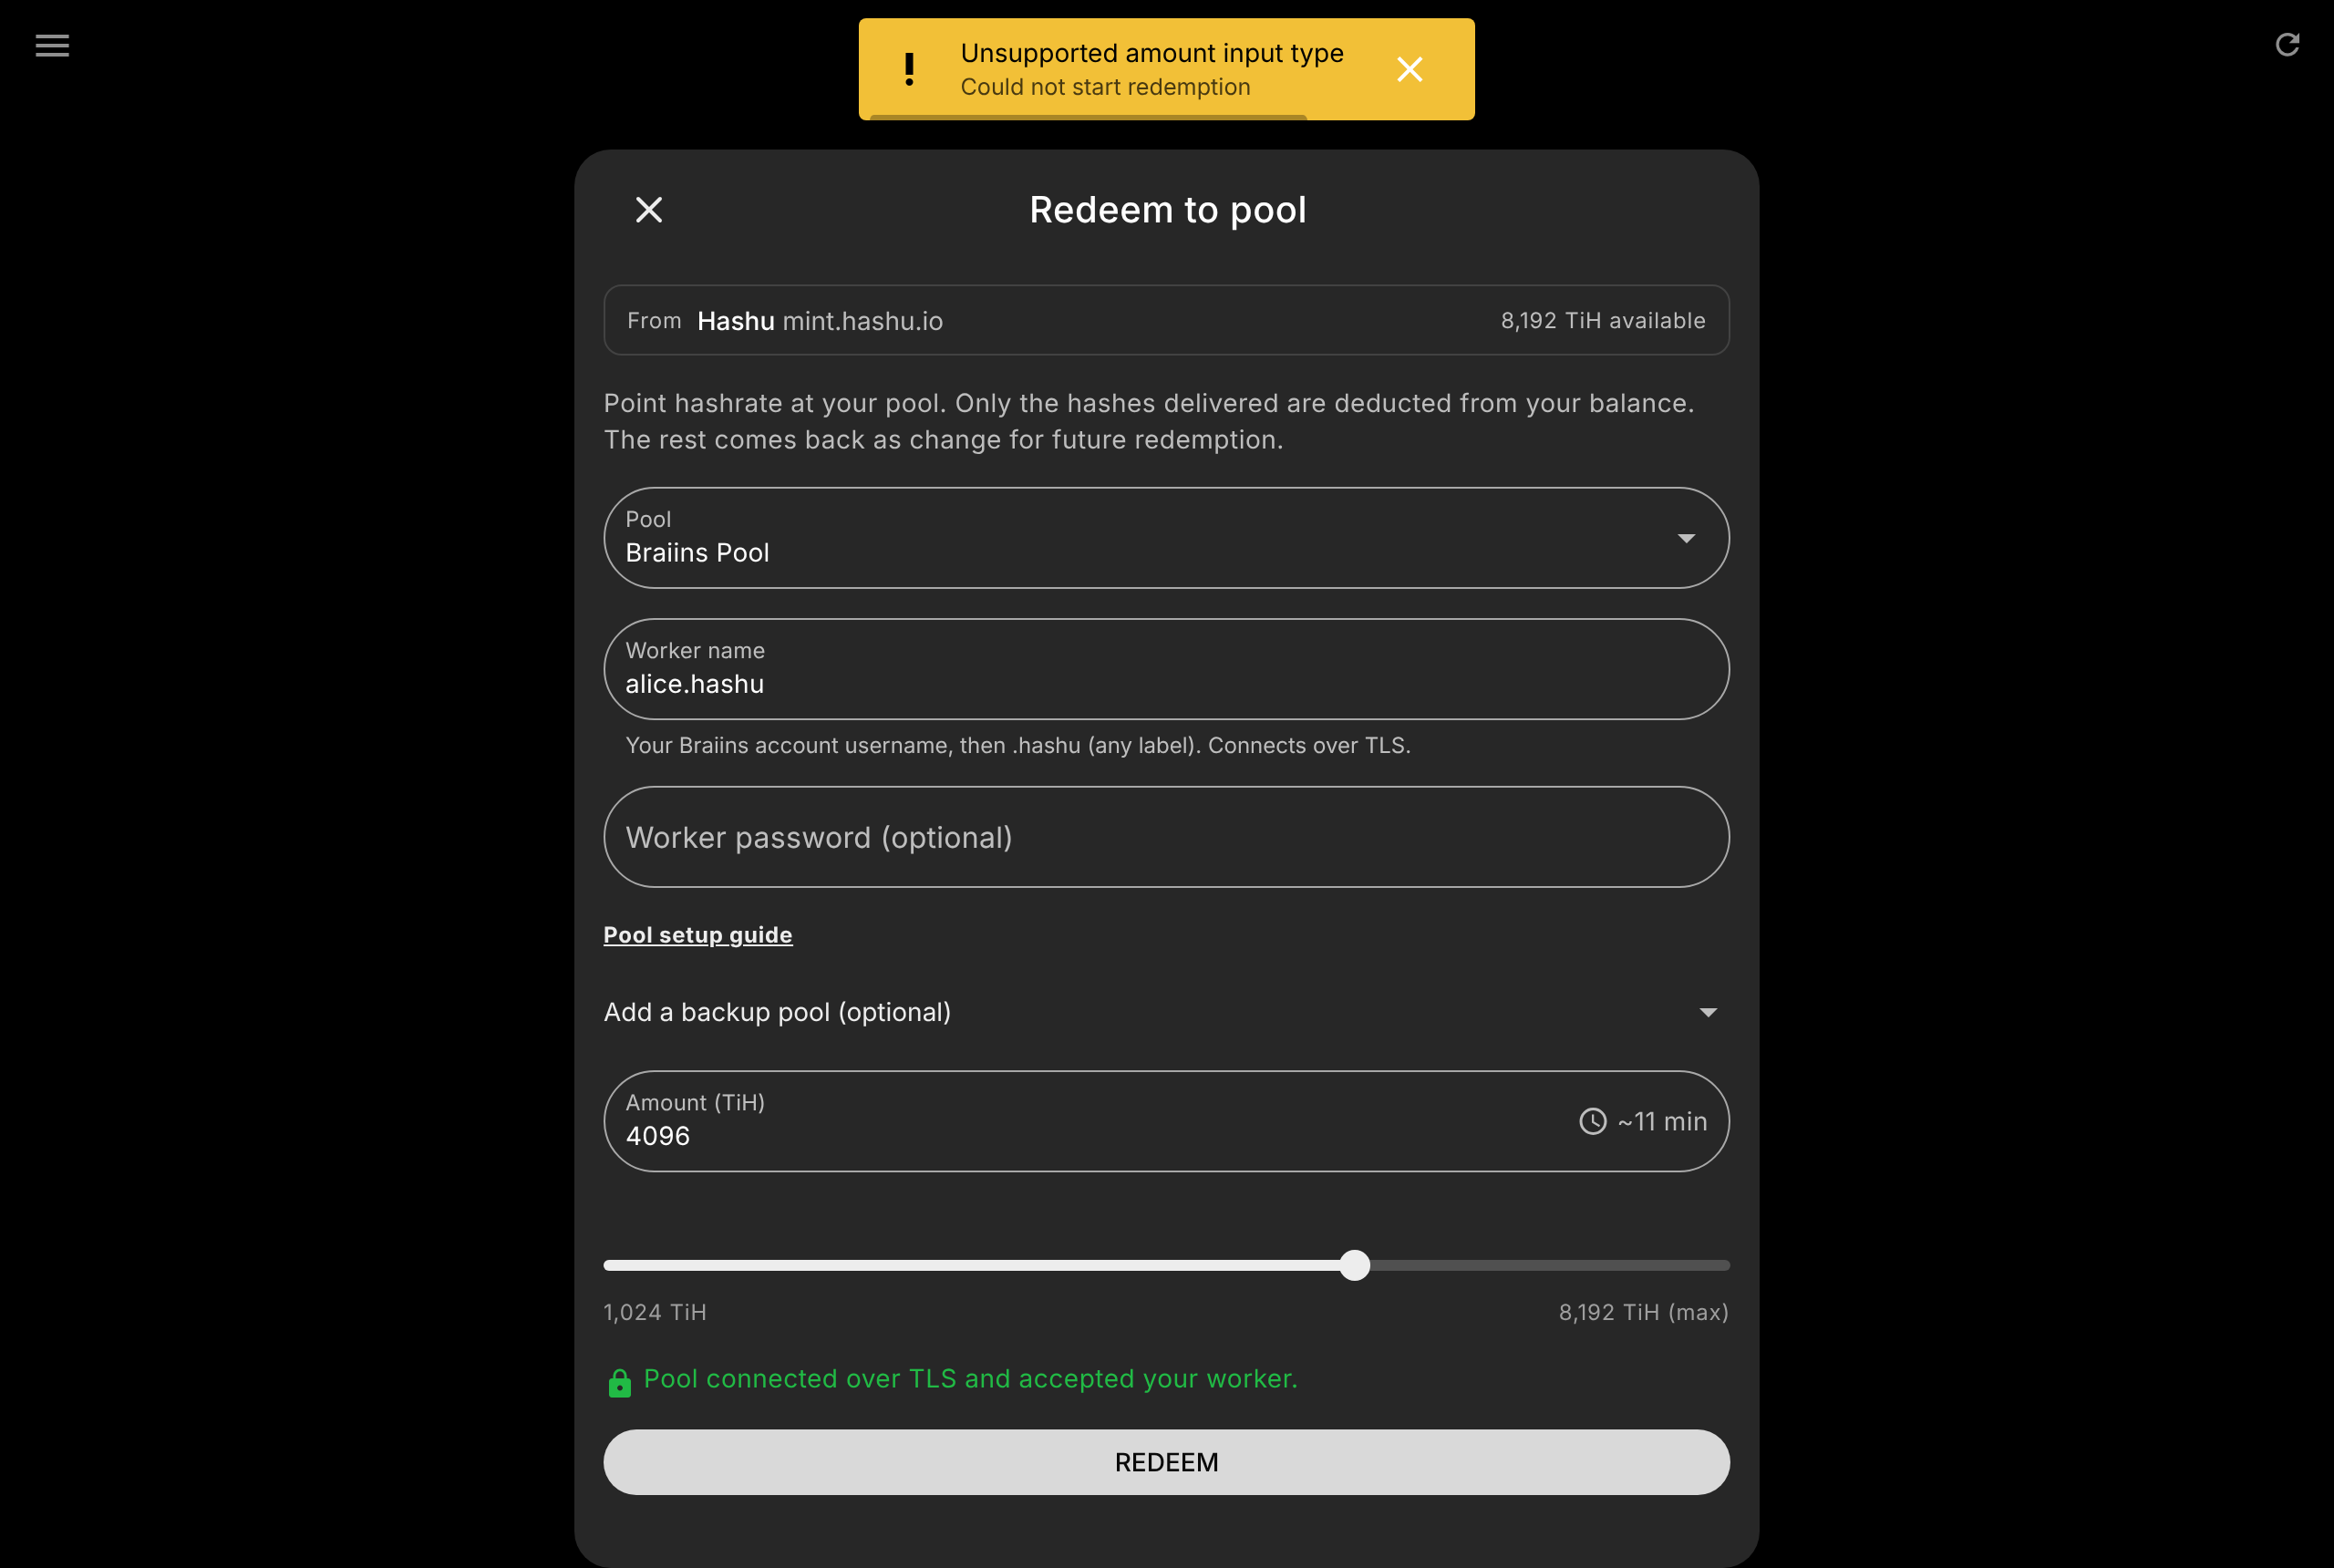 Unsupported amount input type
Could not start redemption
Redeem to pool
From Hashu mint.hashu.io 8,192 TiH available
Point hashrate at your pool. Only the hashes delivered are deducted from your balance.
The rest comes back as change for future redemption.
Pool
Braiins Pool
Worker name
alice.hashu
Your Braiins account username, then .hashu (any label). Connects over TLS.
Worker password (optional)
Pool setup guide
Add a backup pool (optional)
Amount (TiH)
4096
~11 min
1,024 TiH 8,192 TiH (max)
Pool connected over TLS and accepted your worker.
REDEEM